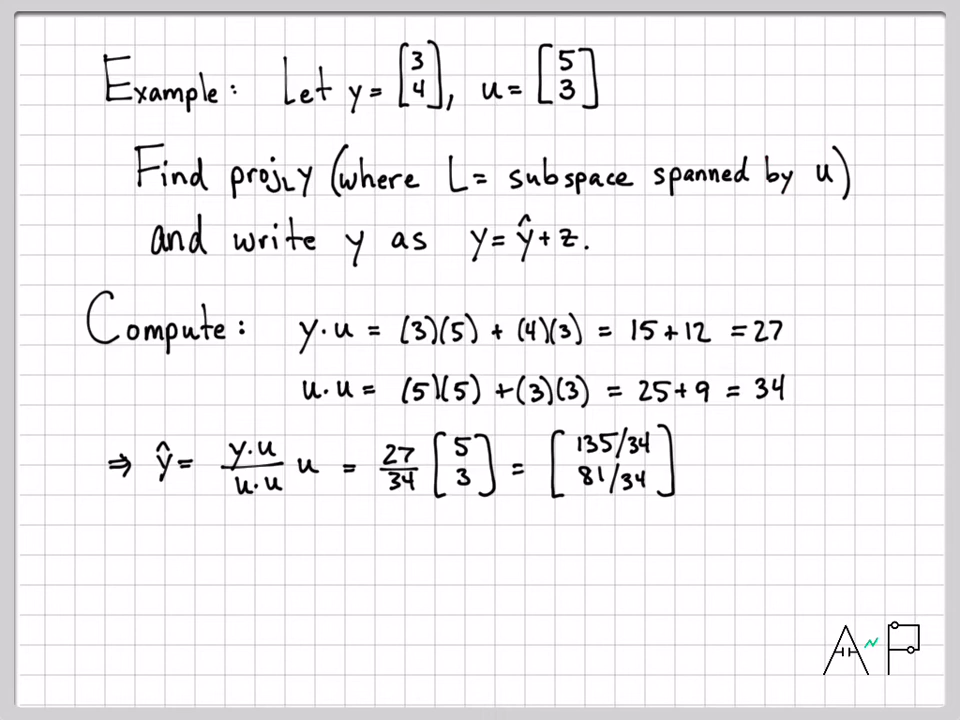 Example: Let y = [3 4], u = [5 3]
Find proj_L y (where L = subspace spanned by u)
and write y as y = ŷ + z.
Compute: y·u = (3)(5) + (4)(3) = 15 + 12 = 27
u·u = (5)(5) + (3)(3) = 25 + 9 = 34
⇒ ŷ = y·u / u·u u = 27/34 [5 3] = [135/34 81/34]
A~P